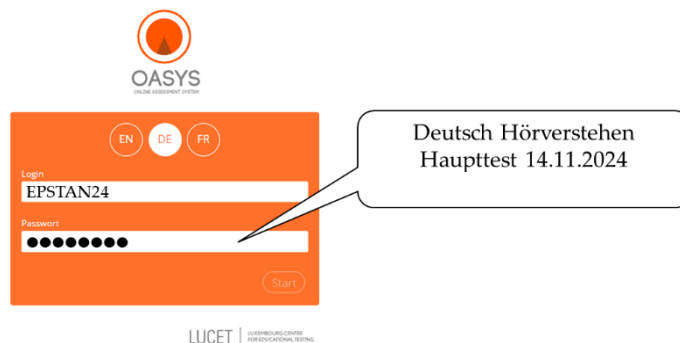 OASYS
ONLINE ASSESSMENT SYSTEM
EN DE FR
Login
EPSTAN24
Passwort
Start
Deutsch Hörverstehen
Haupttest 14.11.2024
LUCET
LUXEMBOURG CENTRE
FOR EDUCATIONAL TESTING